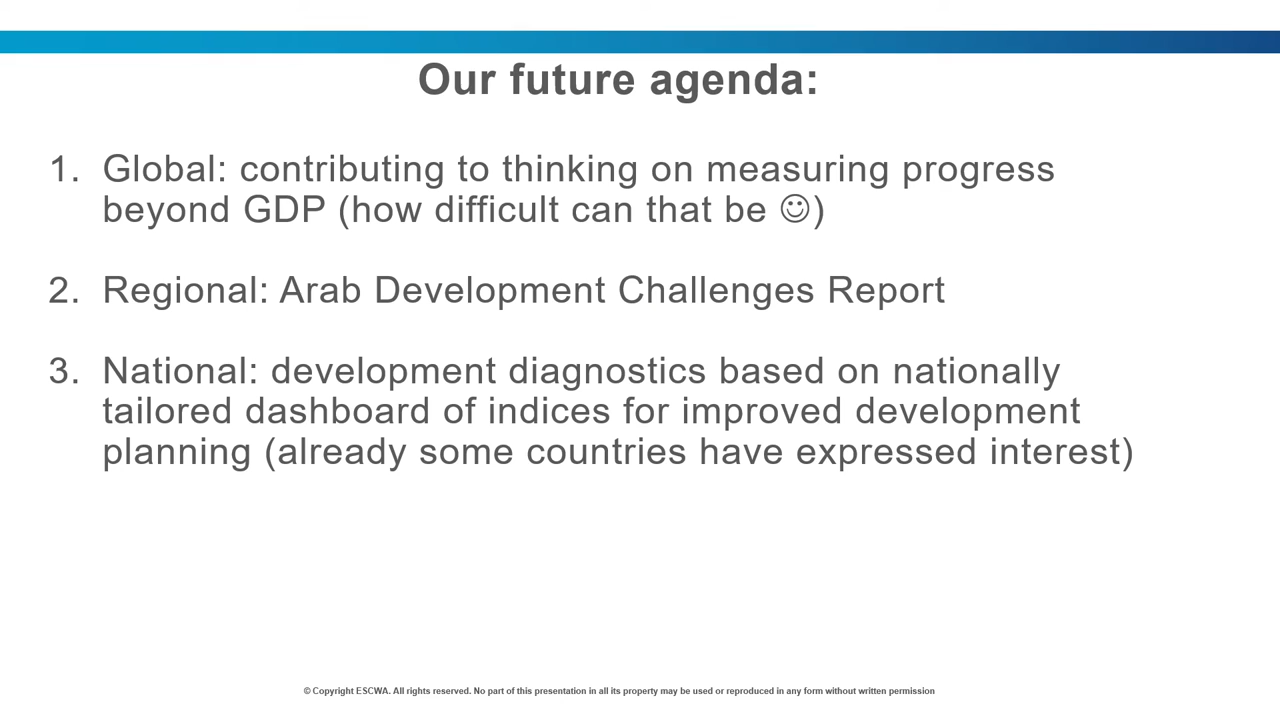 Our future agenda:
1. Global: contributing to thinking on measuring progress
beyond GDP (how difficult can that be ☺)
2. Regional: Arab Development Challenges Report
3. National: development diagnostics based on nationally
tailored dashboard of indices for improved development
planning (already some countries have expressed interest)
© Copyright ESCWA. All rights reserved. No part of this presentation in all its property may be used or reproduced in any form without written permission